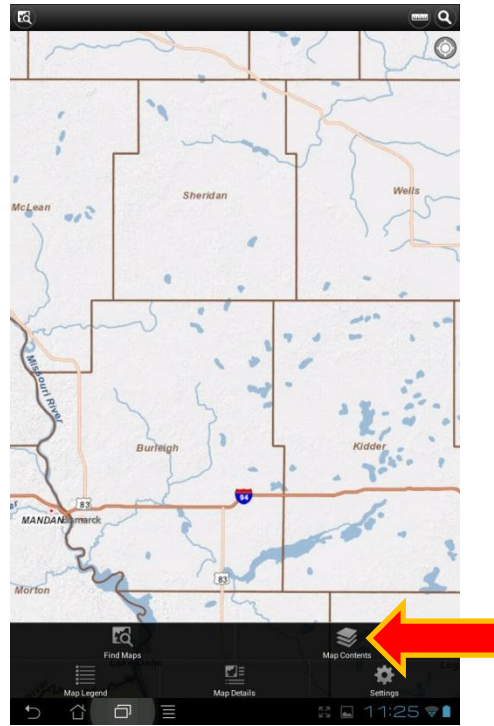 Sheridan
Wells
McLean
Missouri River
Burleigh
Kidder
94
83
MANDAN
Bismarck
83
Morton
Find Maps
Map Contents
Map Legend
Map Details
Settings
11:25